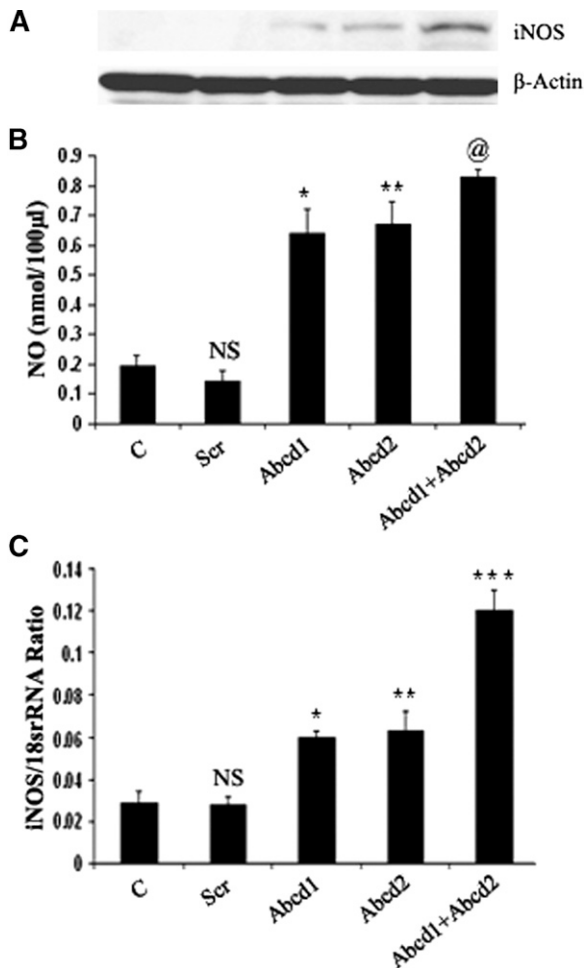 A
iNOS
β-Actin
B
NO (nmol/100μl)
0.9
0.8
0.7
0.6
0.5
0.4
0.3
0.2
0.1
0
NS
*
**
@
C
Scr
Abcd1
Abcd2
Abcd1+Abcd2
C
iNOS/18srRNA Ratio
0.14
0.12
0.1
0.08
0.06
0.04
0.02
0
NS
*
**
***
C
Scr
Abcd1
Abcd2
Abcd1+Abcd2